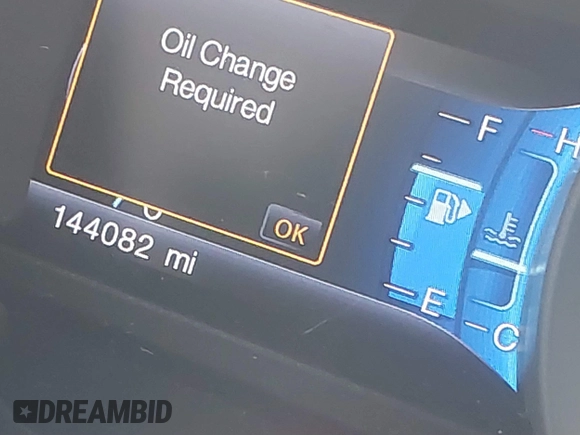 Oil Change
Required
OK
144082 mi
F
E
H
C
DREAMBID